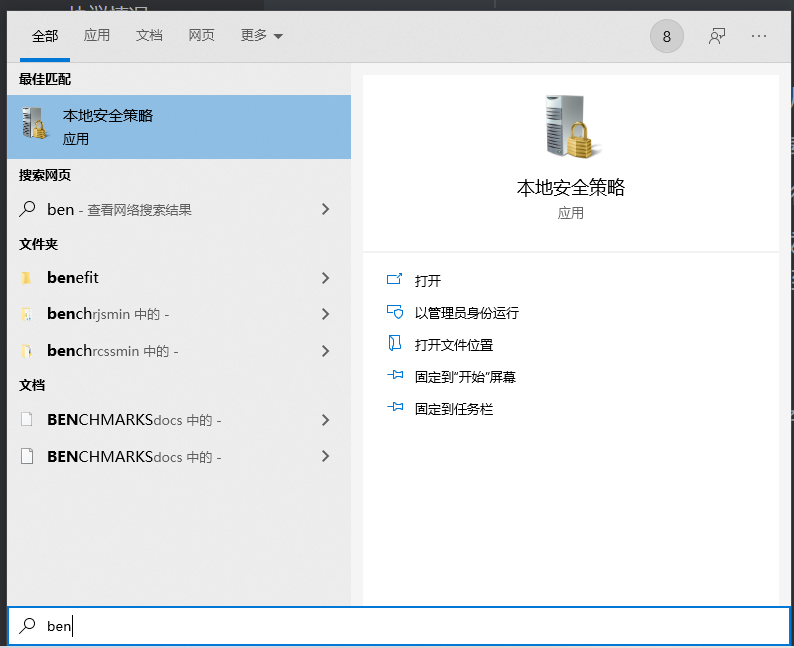 全部 应用 文档 网页 更多 8
最佳匹配
本地安全策略
应用
搜索网页
ben - 查看网络搜索结果
文件夹
benefit
benchrjsmin 中的 -
benchrcssmin 中的 -
文档
BENCHMARKSdocs 中的 -
BENCHMARKSdocs 中的 -
本地安全策略
应用
打开
以管理员身份运行
打开文件位置
固定到"开始"屏幕
固定到任务栏
ben